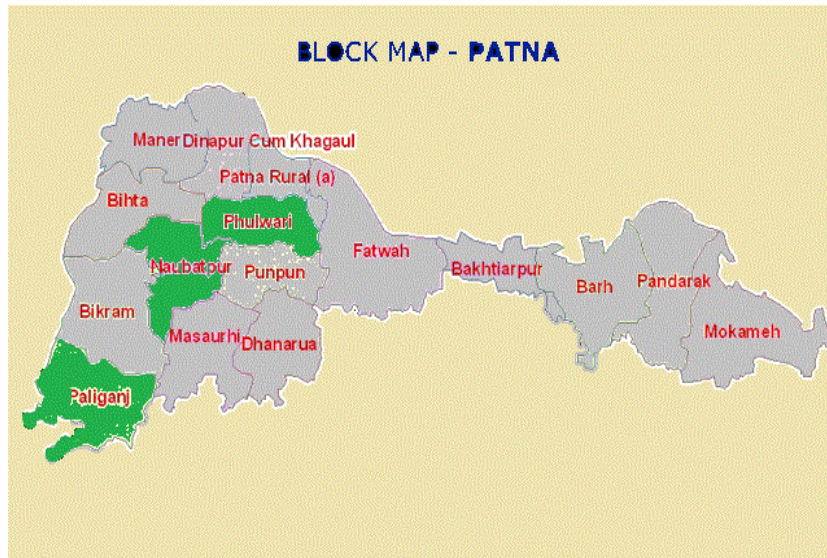 BLOCK MAP - PATNA
Maner
Dinapur Cum Khagaul
Patna Rural (a)
Bihta
Phulwari
Naubatpur
Punpun
Fatwah
Bakhtiarpur
Barh
Pandarak
Mokameh
Bikram
Masaurhi
Dhanarua
Paliganj